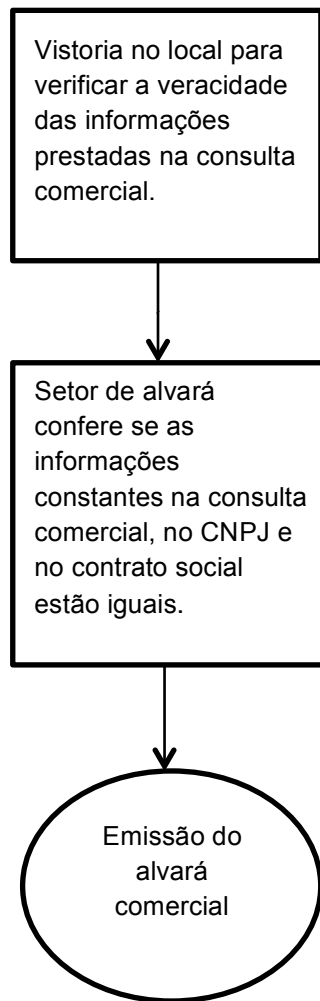 Vistoria no local para
verificar a veracidade
das informações
prestadas na consulta
comercial.
Setor de alvará
confere se as
informações
constantes na consulta
comercial, no CNPJ e
no contrato social
estão iguais.
Emissão do
alvará
comercial